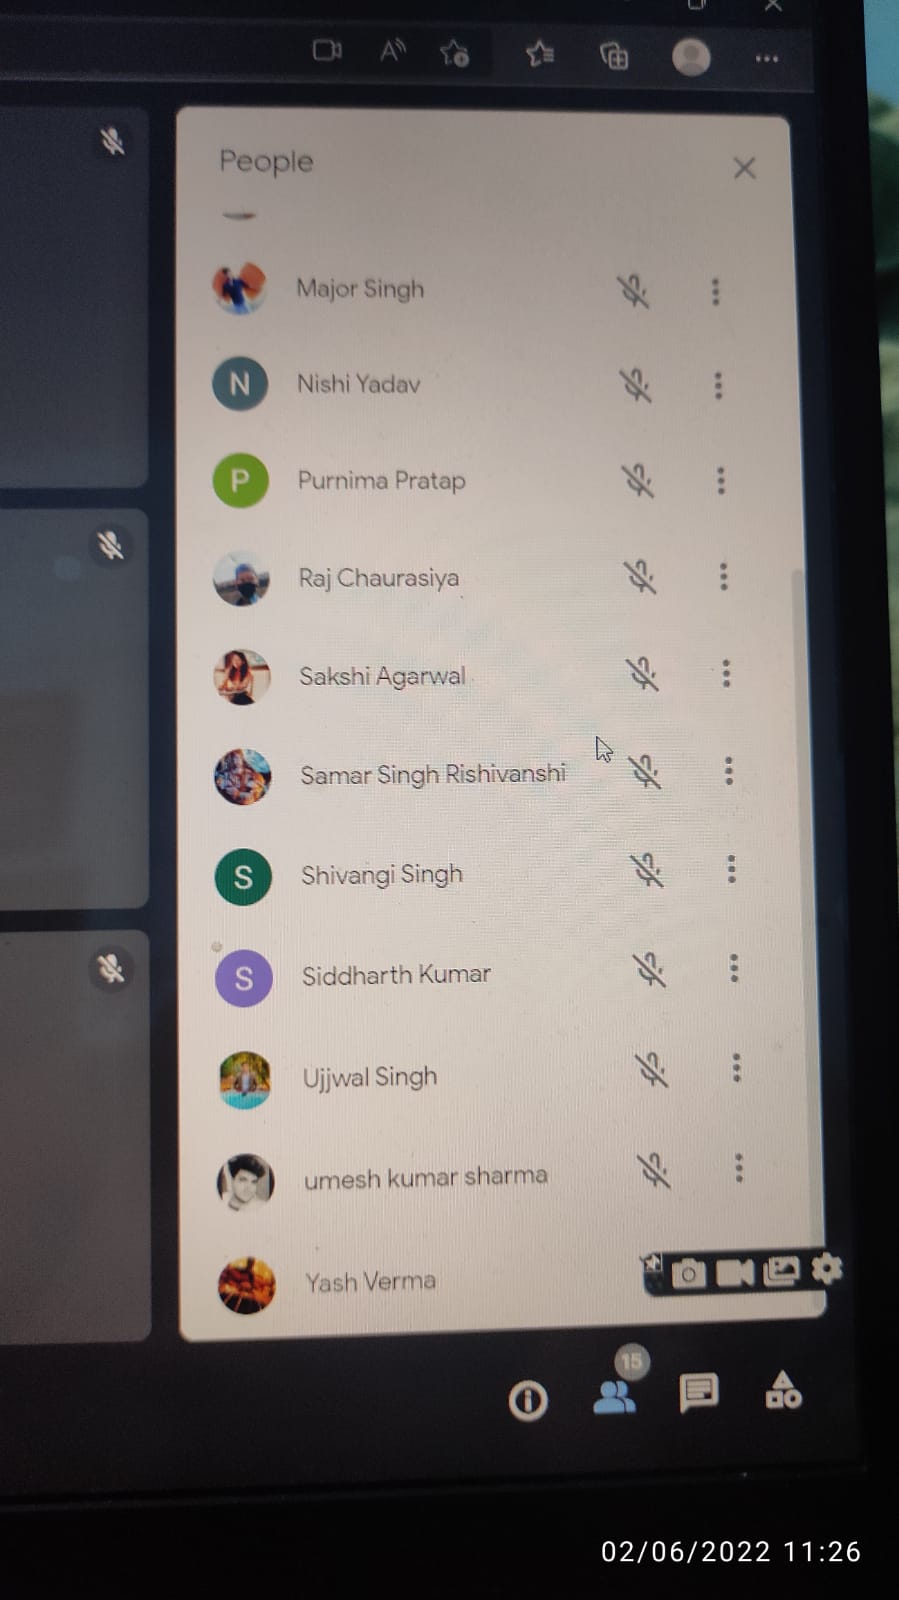 People
Major Singh
N Nishi Yadav
P Purnima Pratap
Raj Chaurasiya
Sakshi Agarwal
Samar Singh Rishivanshi
S Shivangi Singh
S Siddharth Kumar
Ujjwal Singh
umesh kumar sharma
Yash Verma
15
02/06/2022 11:26